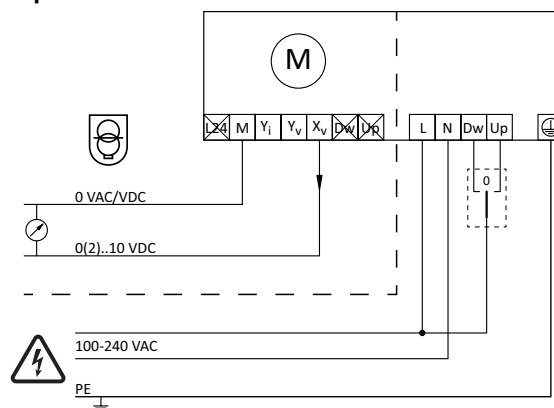 M
L24 M Yi Yv Xv Dw Up L N Dw Up
0
0 VAC/VDC
0(2)..10 VDC
100-240 VAC
PE